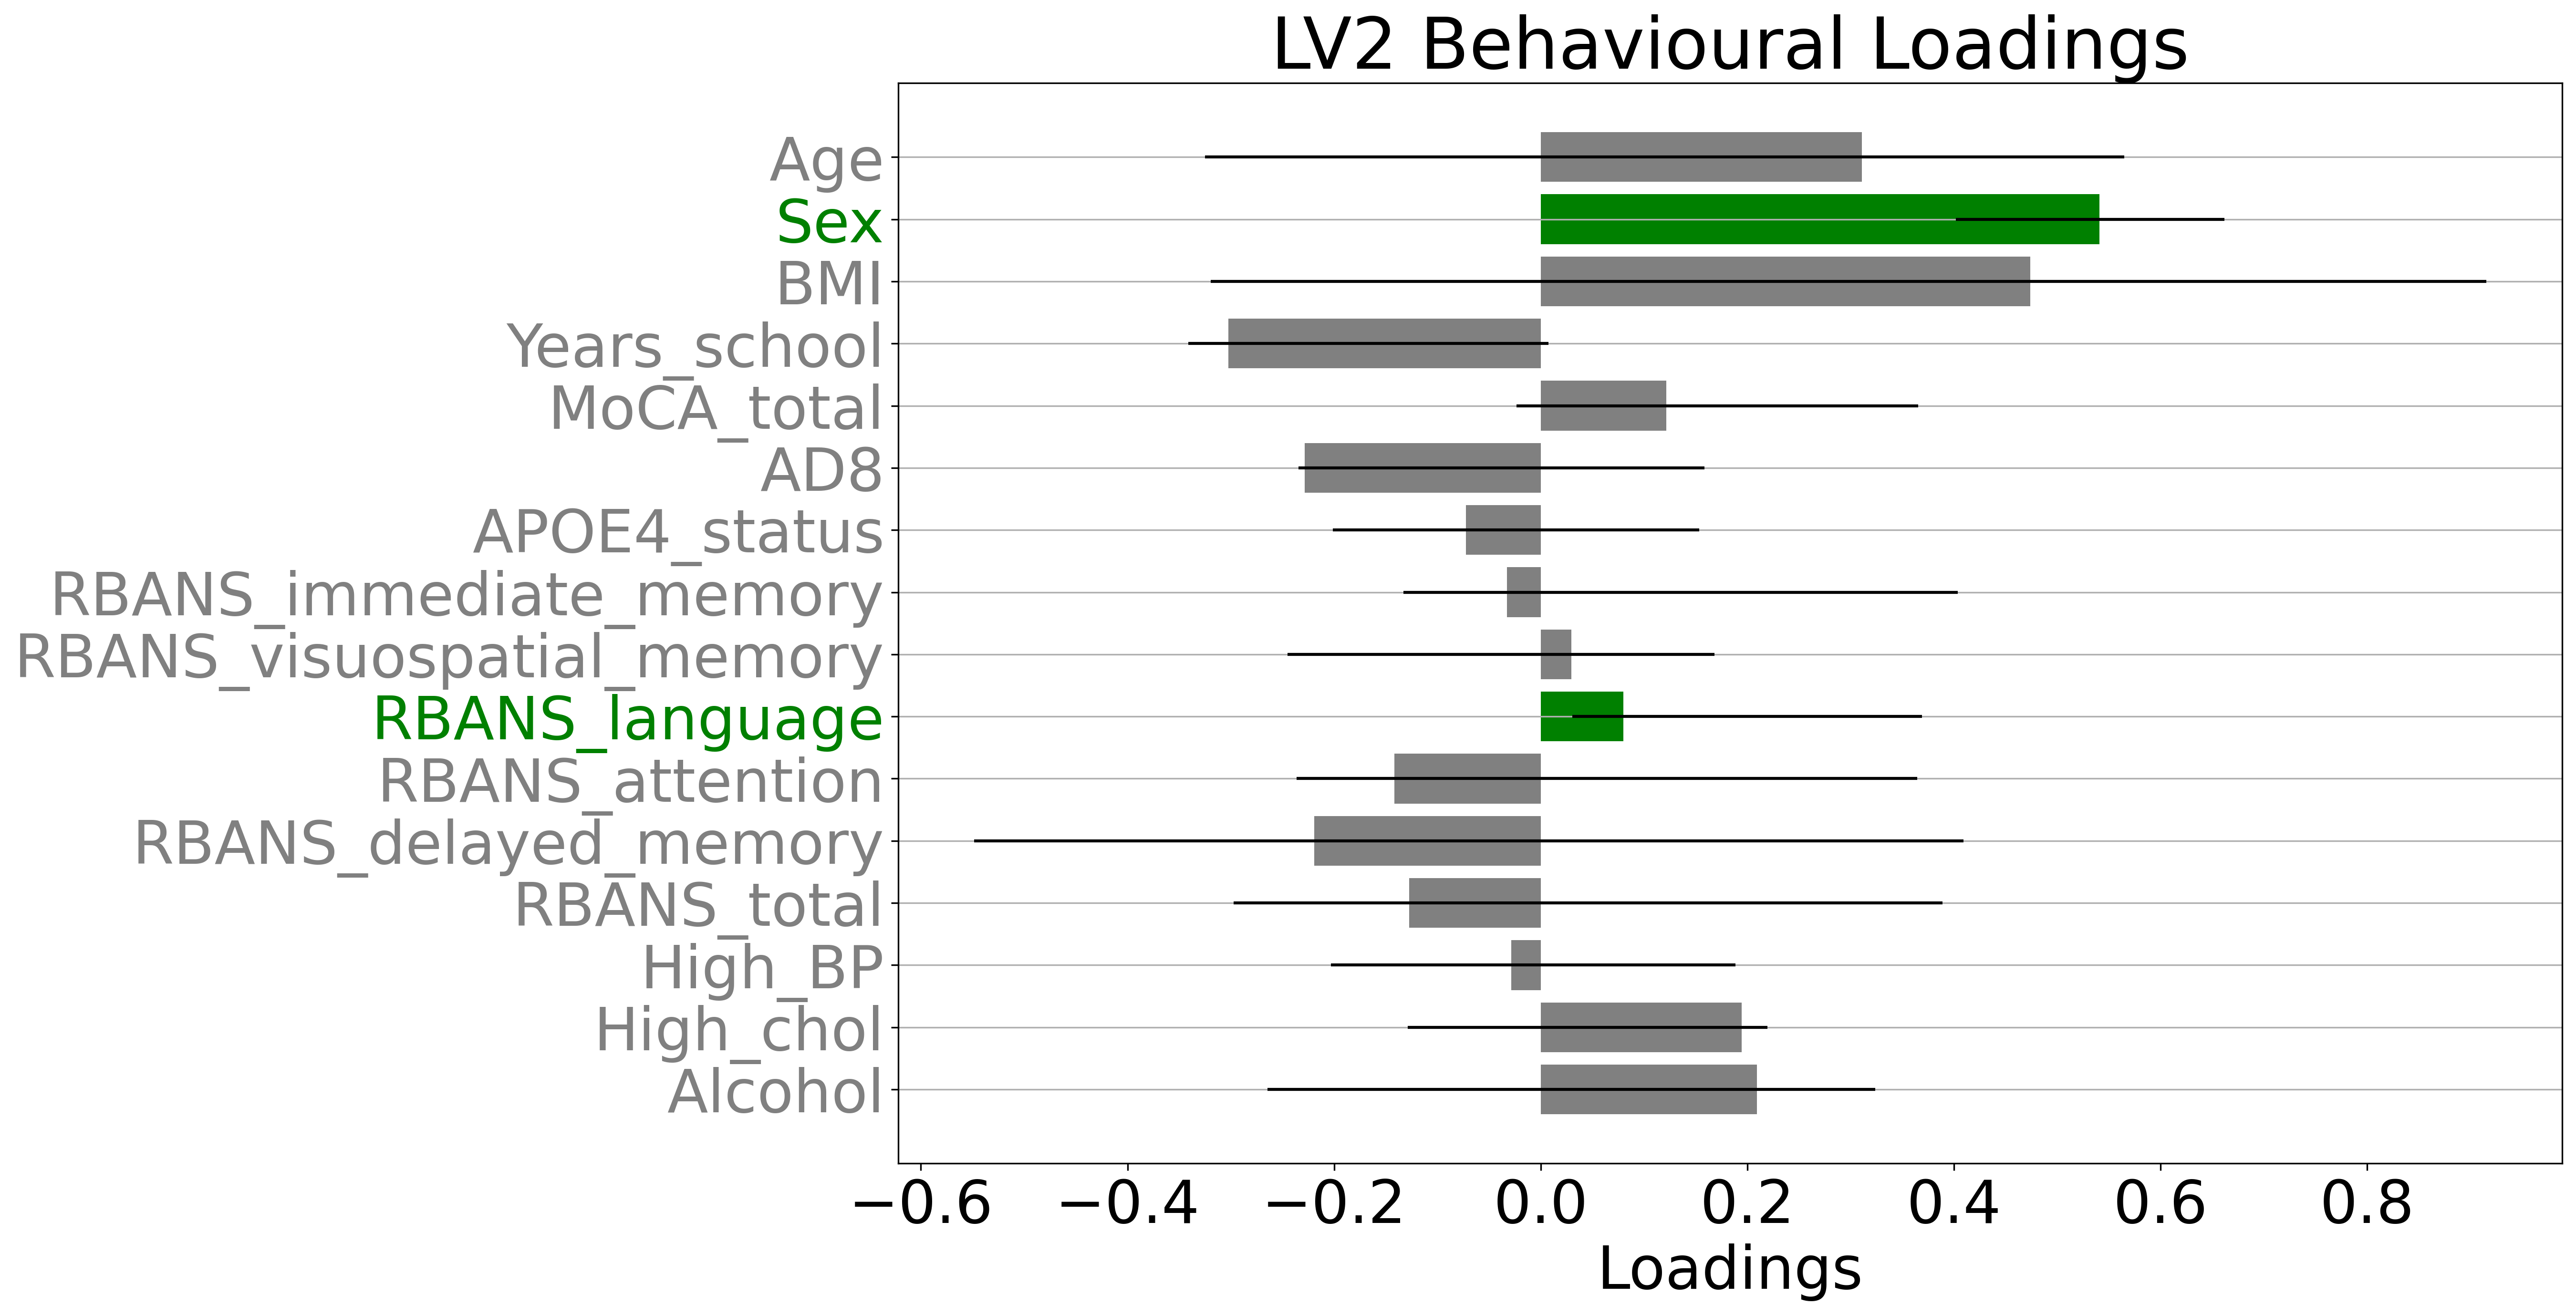 LV2 Behavioural Loadings
Age
Sex
BMI
Years_school
MoCA_total
AD8
APOE4_status
RBANS_immediate_memory
RBANS_visuospatial_memory
RBANS_language
RBANS_attention
RBANS_delayed_memory
RBANS_total
High_BP
High_chol
Alcohol
−0.6 −0.4 −0.2 0.0 0.2 0.4 0.6 0.8
Loadings